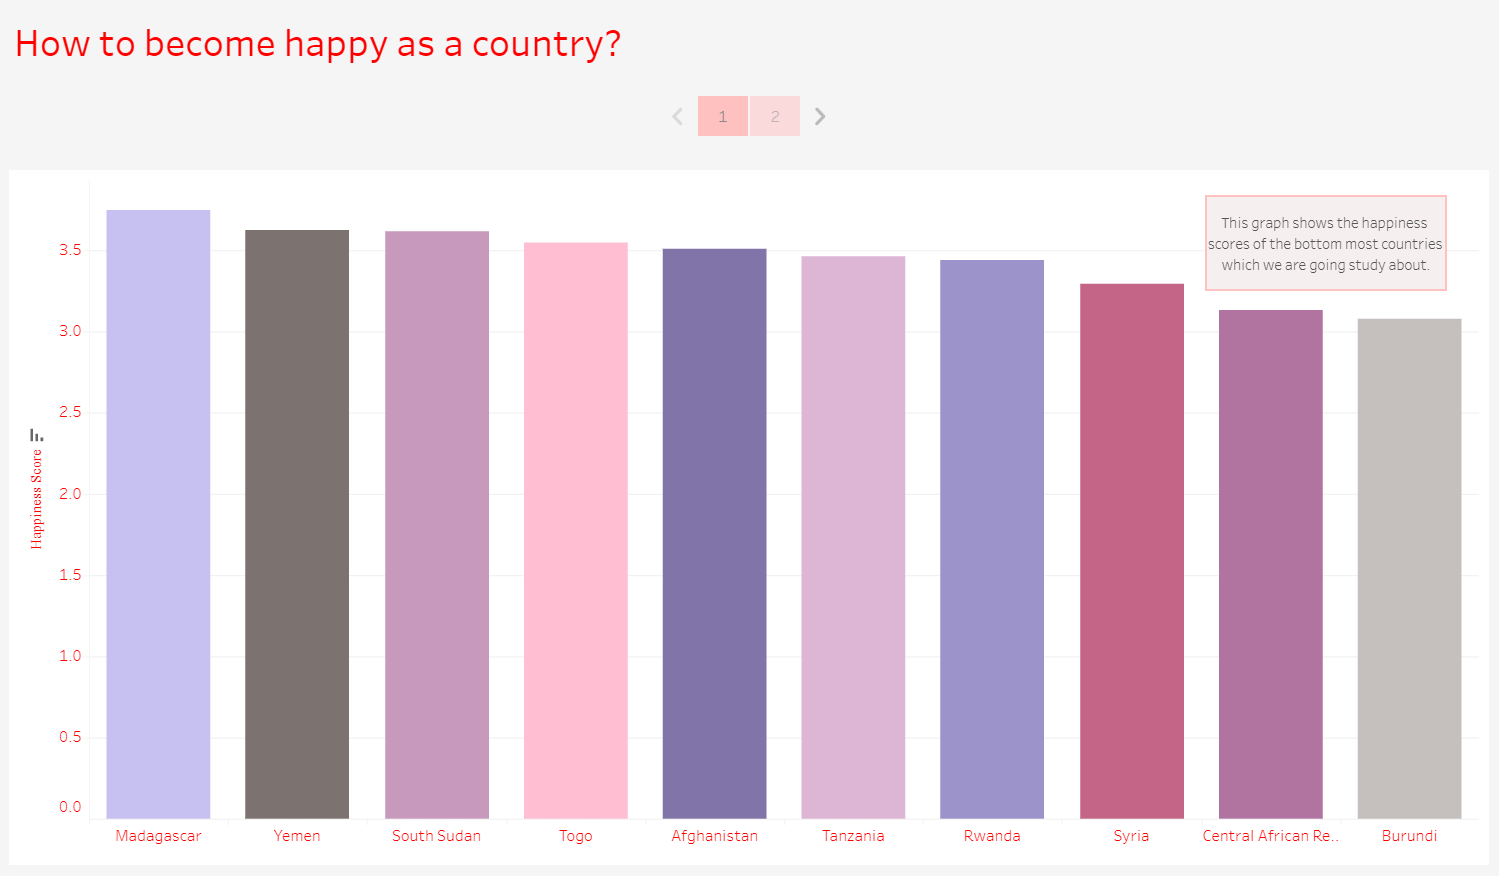 How to become happy as a country?
1
2
This graph shows the happiness
scores of the bottom most countries
which we are going study about.
3.5
3.0
2.5
2.0
1.5
1.0
0.5
0.0
Happiness Score
Madagascar
Yemen
South Sudan
Togo
Afghanistan
Tanzania
Rwanda
Syria
Central African Re..
Burundi